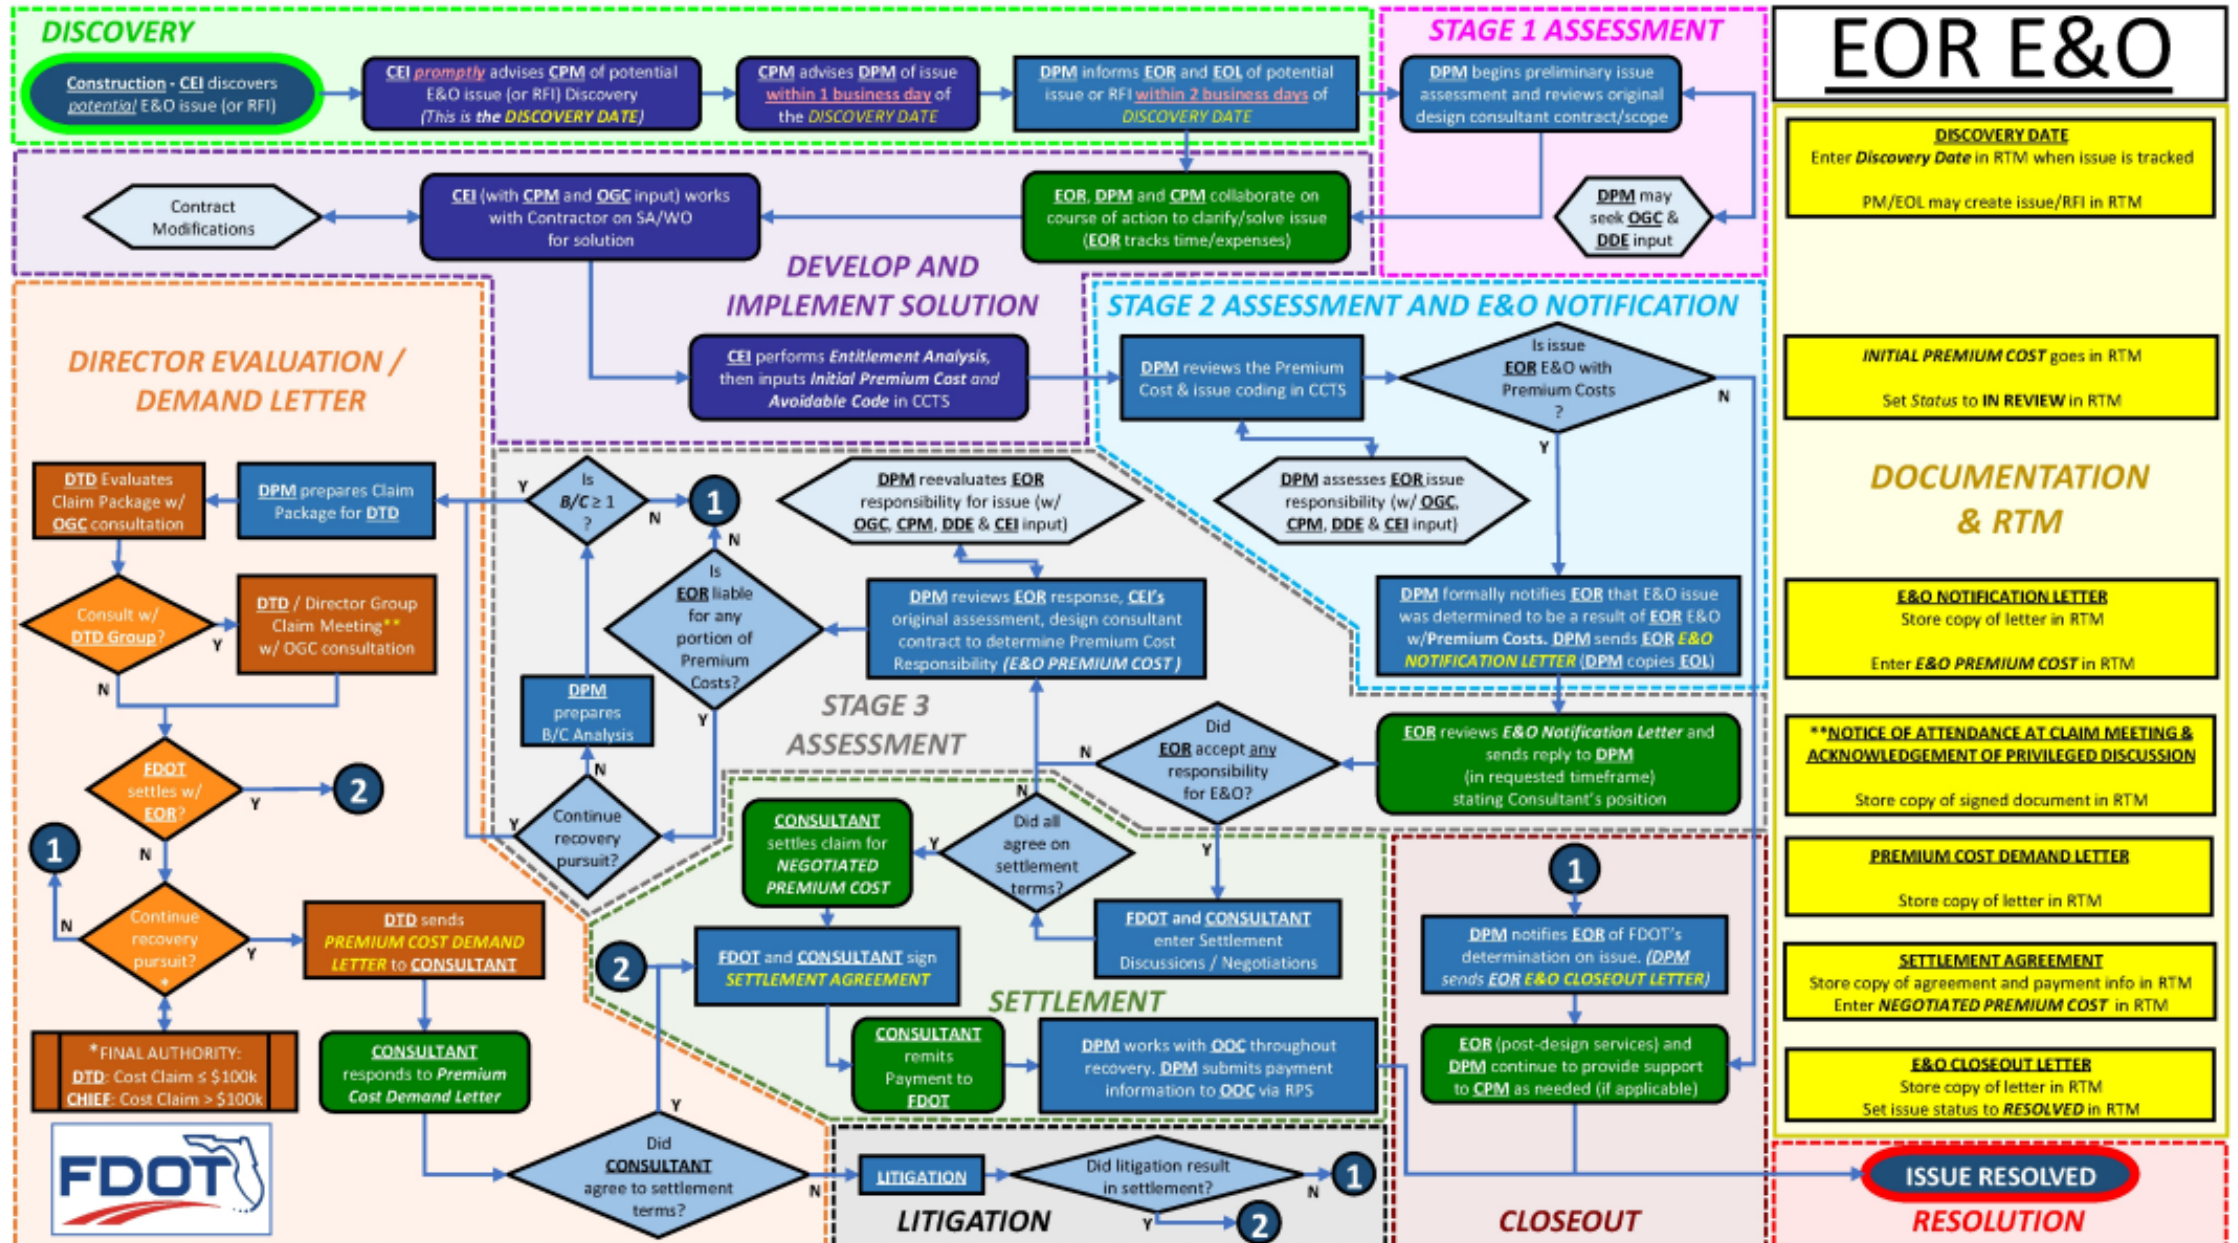 EOR E&O
DISCOVERY
Construction - CEI discovers
potential E&O issue (or RFI)
CEI promptly advises CPM of potential
E&O issue (or RFI) Discovery
(This is the DISCOVERY DATE)
CPM advises DPM of issue
within 1 business day of
the DISCOVERY DATE
DPM informs EOR and EOL of potential
issue or RFI within 2 business days of
DISCOVERY DATE
STAGE 1 ASSESSMENT
DPM begins preliminary issue
assessment and reviews original
design consultant contract/scope
DPM may
seek OGC &
DDE input
Contract
Modifications
CEI (with CPM and OGC input) works
with Contractor on SA/WO
for solution
EOR, DPM and CPM collaborate on
course of action to clarify/solve issue
(EOR tracks time/expenses)
DEVELOP AND
IMPLEMENT SOLUTION
CEI performs Entitlement Analysis,
then inputs Initial Premium Cost and
Avoidable Code in CCTS
STAGE 2 ASSESSMENT AND E&O NOTIFICATION
DPM reviews the Premium
Cost & issue coding in CCTS
Is issue
EOR E&O with
Premium Costs
?
N
Y
DPM assesses EOR issue
responsibility (w/ OGC,
CPM, DDE & CEI input)
DPM formally notifies EOR that E&O issue
was determined to be a result of EOR E&O
w/Premium Costs. DPM sends EOR E&O
NOTIFICATION LETTER (DPM copies EOL)
STAGE 3
ASSESSMENT
EOR reviews E&O Notification Letter and
sends reply to DPM
(in requested timeframe)
stating Consultant's position
Did
EOR accept any
responsibility
for E&O?
N
Y
DPM reevaluates EOR
responsibility for issue (w/
OGC, CPM, DDE & CEI input)
DPM reviews EOR response, CEI's
original assessment, design consultant
contract to determine Premium Cost
Responsibility (E&O PREMIUM COST )
Is
EOR liable
for any
portion of
Premium
Costs?
N
Y
1
Is
B/C ≥ 1
?
Y
N
DPM
prepares
B/C Analysis
N
Continue
recovery
pursuit?
Y
DIRECTOR EVALUATION /
DEMAND LETTER
DTD Evaluates
Claim Package w/
OGC consultation
DPM prepares Claim
Package for DTD
Consult w/
DTD Group?
Y
N
DTD / Director Group
Claim Meeting**
w/ OGC consultation
FDOT
settles w/
EOR?
Y
2
N
1
N
Continue
recovery
pursuit?
*
Y
DTD sends
PREMIUM COST DEMAND
LETTER to CONSULTANT
*FINAL AUTHORITY:
DTD: Cost Claim ≤ $100k
CHIEF: Cost Claim > $100k
CONSULTANT
responds to Premium
Cost Demand Letter
Did
CONSULTANT
agree to settlement
terms?
Y
N
FDOT
SETTLEMENT
CONSULTANT
settles claim for
NEGOTIATED
PREMIUM COST
Did all
agree on
settlement
terms?
N
Y
FDOT and CONSULTANT
enter Settlement
Discussions / Negotiations
2
FDOT and CONSULTANT sign
SETTLEMENT AGREEMENT
CONSULTANT
remits
Payment to
FDOT
DPM works with OOC throughout
recovery. DPM submits payment
information to OOC via RPS
LITIGATION
LITIGATION
Did litigation result
in settlement?
N
1
Y
2
1
DPM notifies EOR of FDOT's
determination on issue. (DPM
sends EOR E&O CLOSEOUT LETTER)
EOR (post-design services) and
DPM continue to provide support
to CPM as needed (if applicable)
CLOSEOUT
DISCOVERY DATE
Enter Discovery Date in RTM when issue is tracked
PM/EOL may create issue/RFI in RTM
INITIAL PREMIUM COST goes in RTM
Set Status to IN REVIEW in RTM
DOCUMENTATION
& RTM
E&O NOTIFICATION LETTER
Store copy of letter in RTM
Enter E&O PREMIUM COST in RTM
**NOTICE OF ATTENDANCE AT CLAIM MEETING &
ACKNOWLEDGEMENT OF PRIVILEGED DISCUSSION
Store copy of signed document in RTM
PREMIUM COST DEMAND LETTER
Store copy of letter in RTM
SETTLEMENT AGREEMENT
Store copy of agreement and payment info in RTM
Enter NEGOTIATED PREMIUM COST in RTM
E&O CLOSEOUT LETTER
Store copy of letter in RTM
Set issue status to RESOLVED in RTM
ISSUE RESOLVED
RESOLUTION